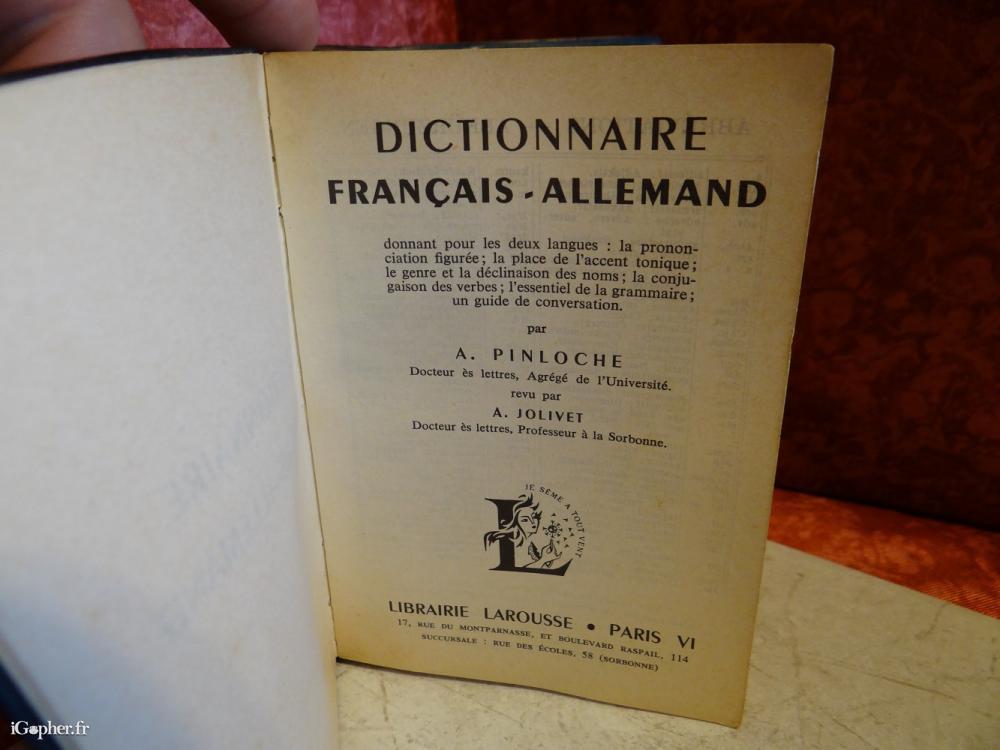 DICTIONNAIRE
FRANÇAIS - ALLEMAND
donnant pour les deux langues : la pronon-
ciation figurée ; la place de l'accent tonique ;
le genre et la déclinaison des noms ; la conju-
gaison des verbes ; l'essentiel de la grammaire ;
un guide de conversation.
par
A. PINLOCHE
Docteur ès lettres, Agrégé de l'Université.
revu par
A. JOLIVET
Docteur ès lettres, Professeur à la Sorbonne.
JE SÈME A TOUT VENT
L
LIBRAIRIE LAROUSSE • PARIS VI
17, RUE DU MONTPARNASSE, ET BOULEVARD RASPAIL, 114
SUCCURSALE : RUE DES ÉCOLES, 58 (SORBONNE)
iGopher.fr